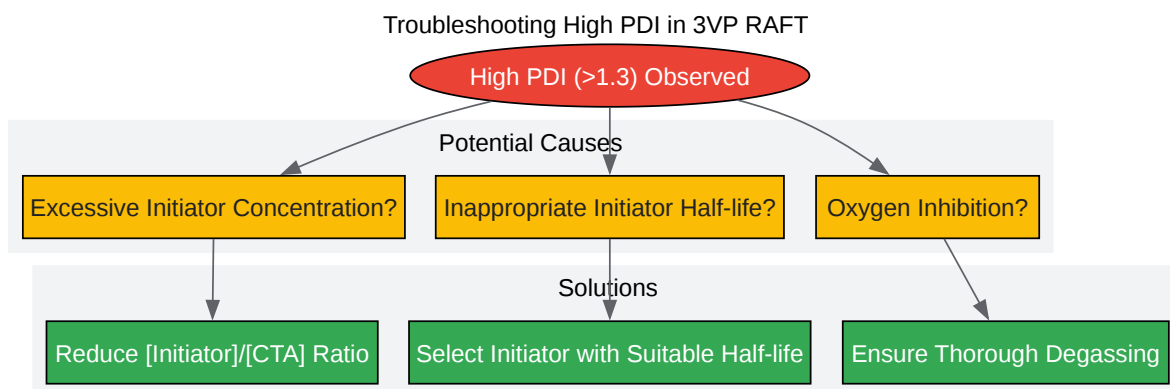 Troubleshooting High PDI in 3VP RAFT
High PDI (>1.3) Observed
Potential Causes
Excessive Initiator Concentration?
Inappropriate Initiator Half-life?
Oxygen Inhibition?
Solutions
Reduce [Initiator]/[CTA] Ratio
Select Initiator with Suitable Half-life
Ensure Thorough Degassing